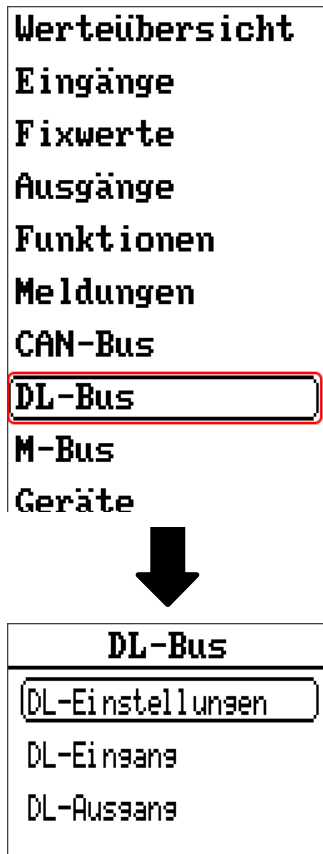 Werteübersicht
Eingänge
Fixwerte
Ausgänge
Funktionen
Meldungen
CAN-Bus
DL-Bus
M-Bus
Geräte
DL-Bus
DL-Einstellungen
DL-Eingang
DL-Ausgang